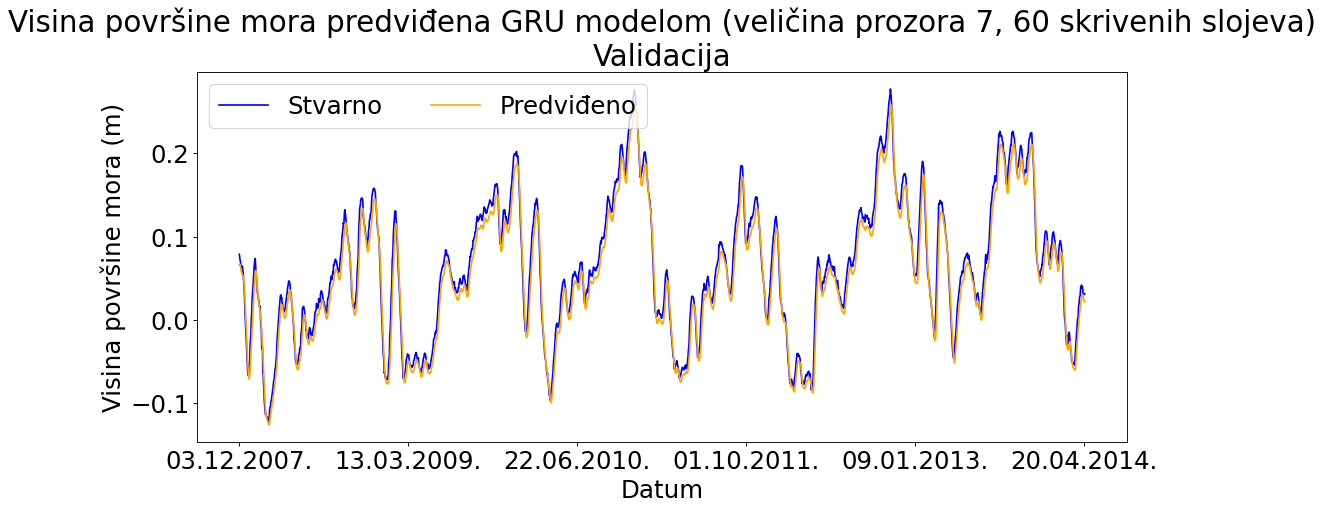 Visina površine mora predviđena GRU modelom (veličina prozora 7, 60 skrivenih slojeva)
Validacija
Stvarno Predviđeno
Visina površine mora (m)
0.2
0.1
0.0
−0.1
03.12.2007. 13.03.2009. 22.06.2010. 01.10.2011. 09.01.2013. 20.04.2014.
Datum